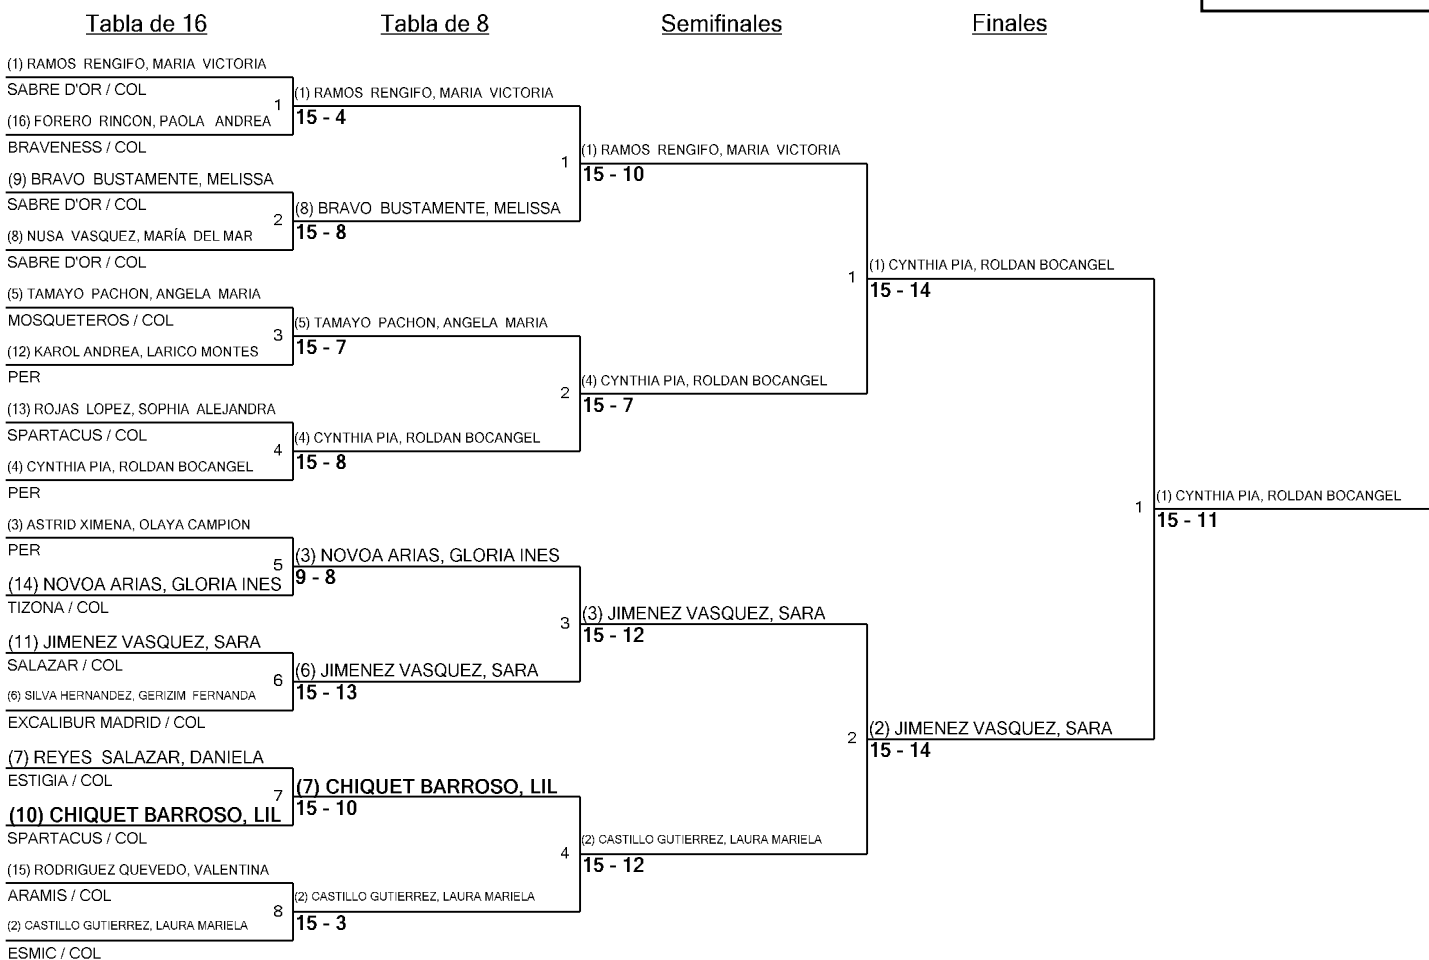 Tabla de 16
Tabla de 8
Semifinales
Finales
(1) RAMOS RENGIFO, MARIA VICTORIA
SABRE D'OR / COL
1
(16) FORERO RINCON, PAOLA ANDREA
BRAVENESS / COL
(9) BRAVO BUSTAMENTE, MELISSA
SABRE D'OR / COL
2
(8) NUSA VASQUEZ, MARÍA DEL MAR
SABRE D'OR / COL
(5) TAMAYO PACHON, ANGELA MARIA
MOSQUETEROS / COL
3
(12) KAROL ANDREA, LARICO MONTES
PER
(13) ROJAS LOPEZ, SOPHIA ALEJANDRA
SPARTACUS / COL
4
(4) CYNTHIA PIA, ROLDAN BOCANGEL
PER
(3) ASTRID XIMENA, OLAYA CAMPION
PER
5
(14) NOVOA ARIAS, GLORIA INES
TIZONA / COL
(11) JIMENEZ VASQUEZ, SARA
SALAZAR / COL
6
(6) SILVA HERNANDEZ, GERIZIM FERNANDA
EXCALIBUR MADRID / COL
(7) REYES SALAZAR, DANIELA
ESTIGIA / COL
7
(10) CHIQUET BARROSO, LIL
SPARTACUS / COL
(15) RODRIGUEZ QUEVEDO, VALENTINA
ARAMIS / COL
8
(2) CASTILLO GUTIERREZ, LAURA MARIELA
ESMIC / COL
(1) RAMOS RENGIFO, MARIA VICTORIA
15 - 4
1
(8) BRAVO BUSTAMENTE, MELISSA
15 - 8
(5) TAMAYO PACHON, ANGELA MARIA
15 - 7
2
(4) CYNTHIA PIA, ROLDAN BOCANGEL
15 - 8
(3) NOVOA ARIAS, GLORIA INES
9 - 8
3
(6) JIMENEZ VASQUEZ, SARA
15 - 13
(7) CHIQUET BARROSO, LIL
15 - 10
4
(2) CASTILLO GUTIERREZ, LAURA MARIELA
15 - 3
(1) RAMOS RENGIFO, MARIA VICTORIA
15 - 10
1
(4) CYNTHIA PIA, ROLDAN BOCANGEL
15 - 7
(3) JIMENEZ VASQUEZ, SARA
15 - 12
2
(2) CASTILLO GUTIERREZ, LAURA MARIELA
15 - 12
(1) CYNTHIA PIA, ROLDAN BOCANGEL
15 - 14
1
(2) JIMENEZ VASQUEZ, SARA
15 - 14
(1) CYNTHIA PIA, ROLDAN BOCANGEL
15 - 11